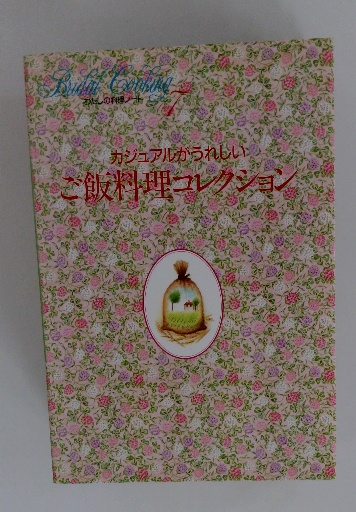 Bridal Cooking
わたしの料理ノート
7
カジュアルがうれしい
ご飯料理コレクション